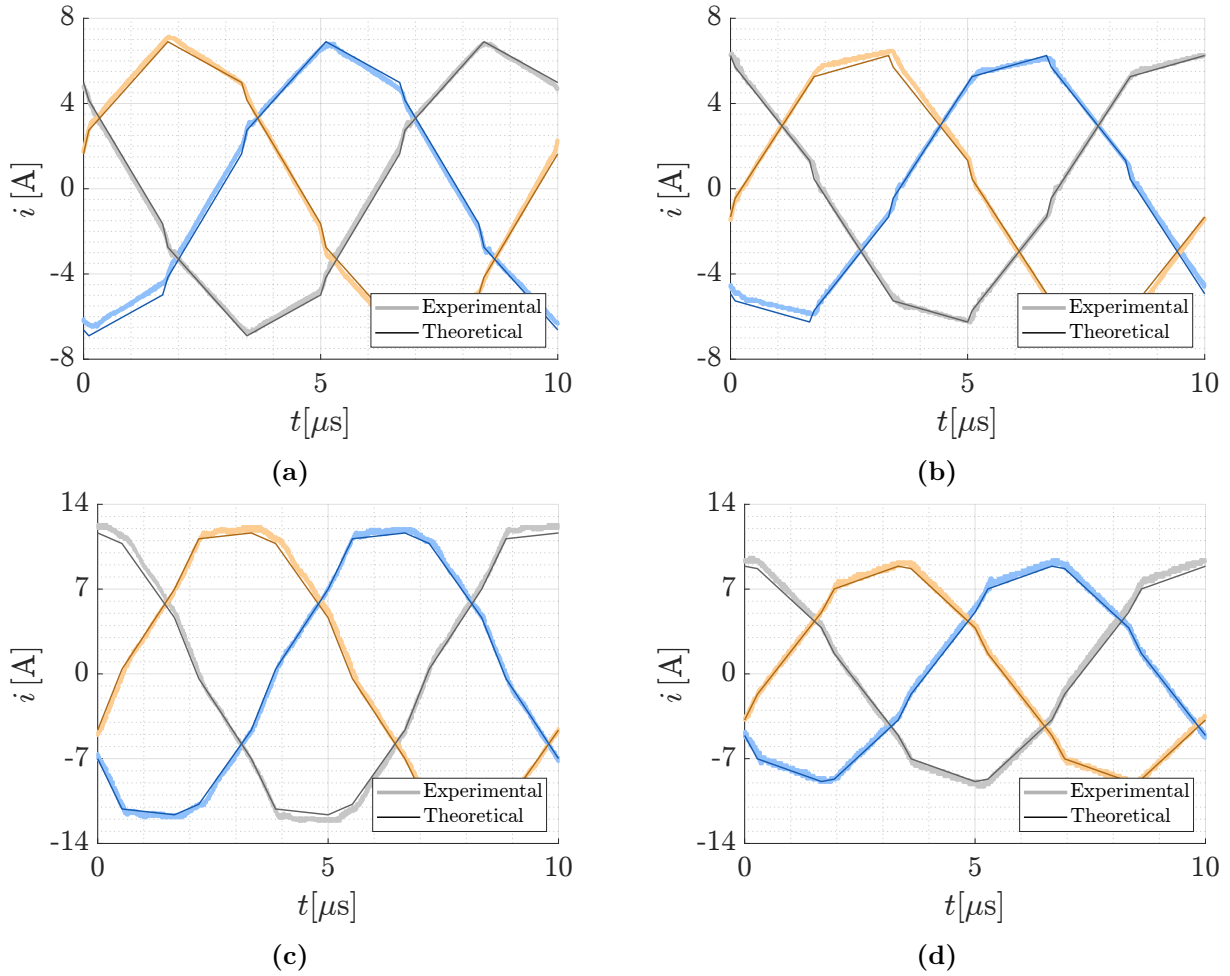 8
4
0
-4
-8
i [A]
Experimental
Theoretical
0
5
10
t[μs]
(a)
8
4
0
-4
-8
i [A]
Experimental
Theoretical
0
5
10
t[μs]
(b)
14
7
0
-7
-14
i [A]
Experimental
Theoretical
0
5
10
t[μs]
(c)
14
7
0
-7
-14
i [A]
Experimental
Theoretical
0
5
10
t[μs]
(d)